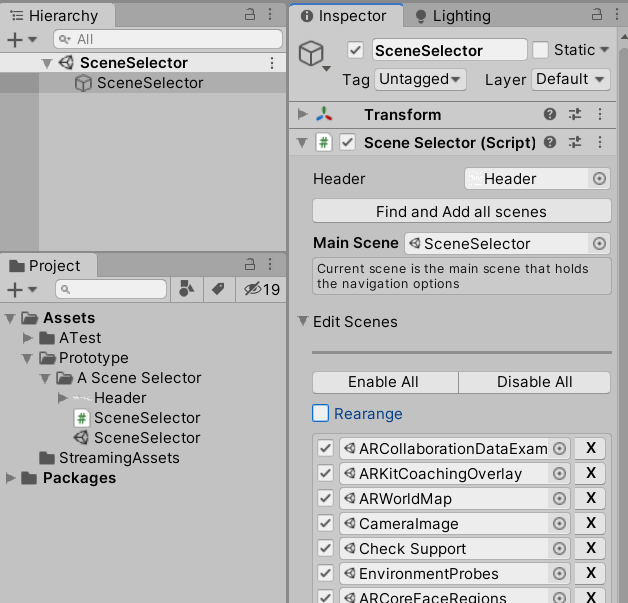 Hierarchy
All
SceneSelector
SceneSelector
Project
19
Assets
ATest
Prototype
A Scene Selector
Header
SceneSelector
SceneSelector
StreamingAssets
Packages
Inspector
Lighting
SceneSelector
Static
Tag Untagged Layer Default
Transform
Scene Selector (Script)
Header Header
Find and Add all scenes
Main Scene SceneSelector
Current scene is the main scene that holds
the navigation options
Edit Scenes
Enable All Disable All
Rearrange
ARCollaborationDataExam X
ARKitCoachingOverlay X
ARWorldMap X
CameraImage X
Check Support X
EnvironmentProbes X
ARCoreFaceRegions X